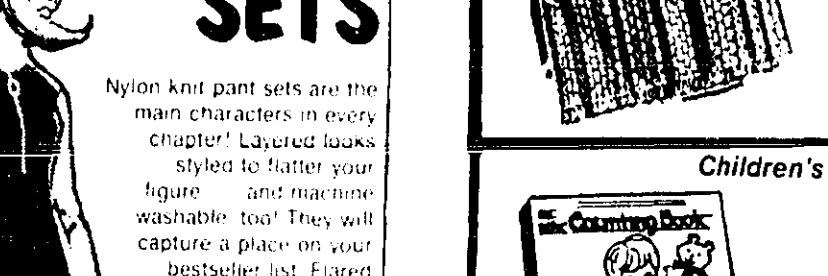 SETS
Nylon knit pant sets are the
main characters in every
chapter! Layered looks
styled to flatter your
figure and machine
washable too! They will
capture a place on your
bestseller list. Flared
Children's
Counting Book